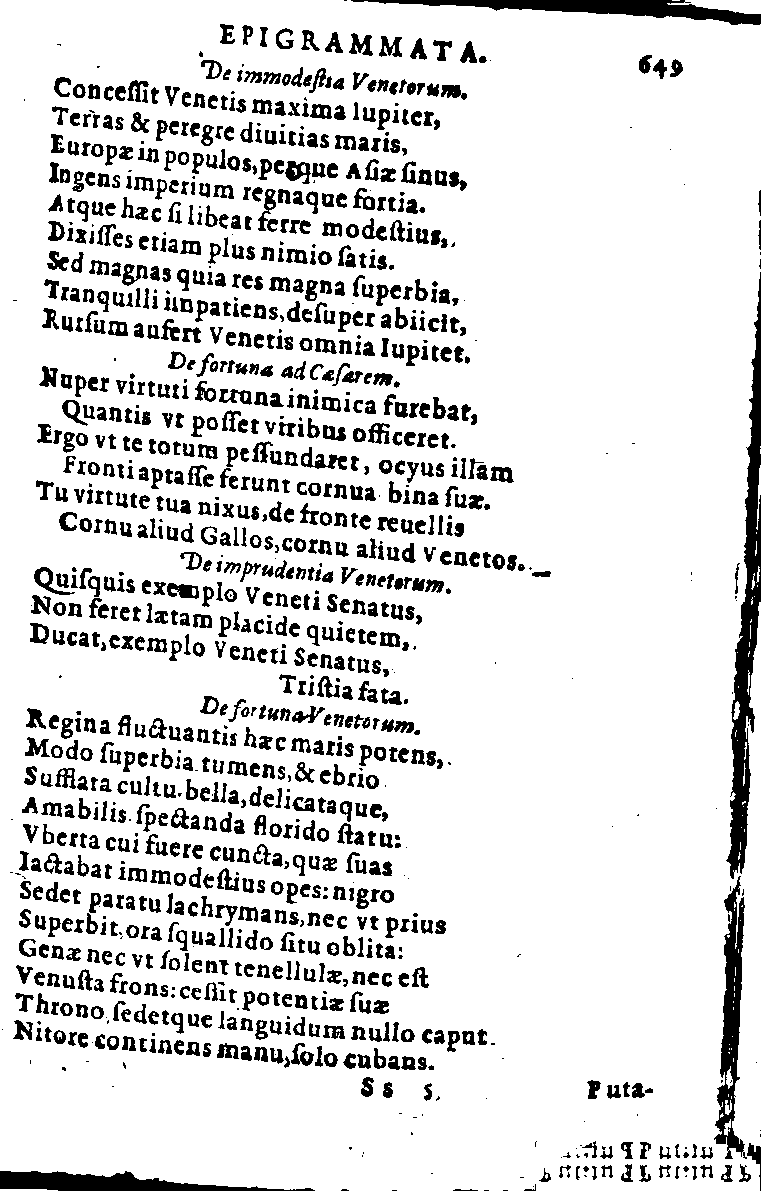 EPIGRAMMATA. 649
De immodeſtia Venetorum.
Conceſſit Venetis maxima Iupiter,
Terras & peregre diuitias maris,
Europæ in populos, perque Aſiæ ſinus,
Ingens imperium regnaque fortia.
Atque hæc ſi libeat ferre modeſtius,
Dixiſſes etiam plus nimio ſatis.
Sed magnas quia res magna ſuperbia,
Tranquilli impatiens, deſuper abiicit,
Rurſum aufert Venetis omnia Iupiter.
De fortuna ad Cæſarem.
Nuper virtuti fortuna inimica furebat,
Quantis vt poſſet viribus officeret.
Ergo vt te totum peſſundaret, ocyus illam
Fronti aptaſſe ferunt cornua bina ſuæ.
Tu virtute tua nixus, de fronte reuellis
Cornu aliud Gallos, cornu aliud Venetos.
De imprudentia Venetorum.
Quiſquis exemplo Veneti Senatus,
Non feret lætam placide quietem,
Ducat, exemplo Veneti Senatus,
Triſtia fata.
De fortuna Venetorum.
Regina fluctuantis hæc maris potens,
Modo ſuperbia tumens, & ebrio
Sufflata cultu bella, delicataque,
Amabilis ſpectanda florido ſtatu:
Vberta cui fuere cuncta, quæ ſuas
Iactabat immodeſtius opes: nigro
Sedet paratu lachrymans, nec vt prius
Superbit, ora ſquallido ſitu oblita:
Genæ nec vt ſolent tenellulæ, nec eſt
Venuſta frons: ceſſit potentiæ ſuæ
Throno, ſedetque languidum nullo caput
Nitore continens manu, ſolo cubans.
Ss 5. Puta-